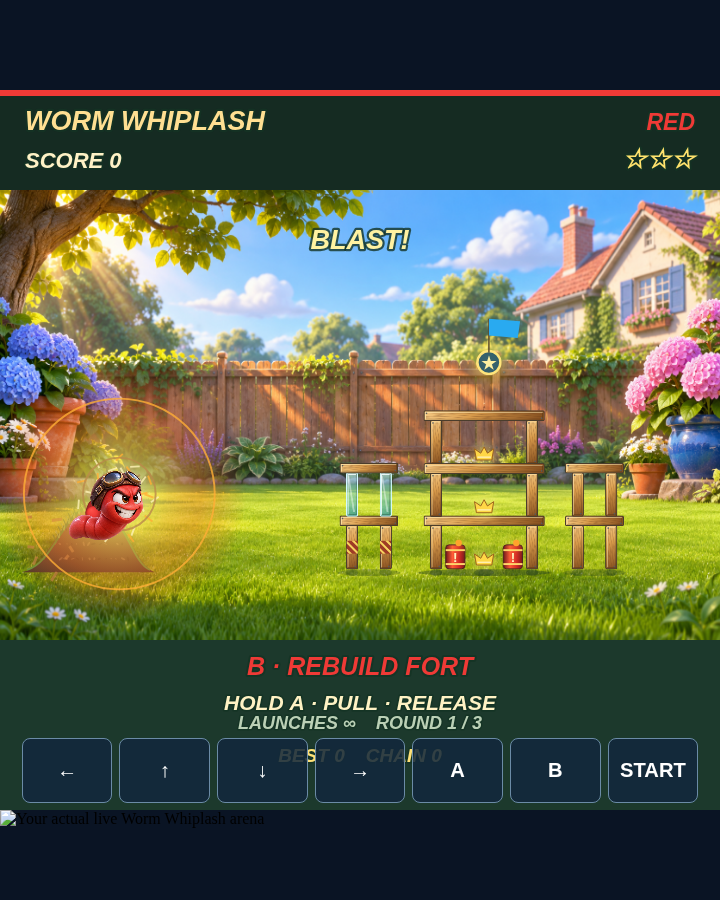 WORM WHIPLASH
RED
SCORE 0
☆☆☆
BLAST!
! !
B · REBUILD FORT
HOLD A · PULL · RELEASE
LAUNCHES ∞ ROUND 1 / 3
BEST 0 CHAIN 0
← ↑ ↓ → A B START
Your actual live Worm Whiplash arena